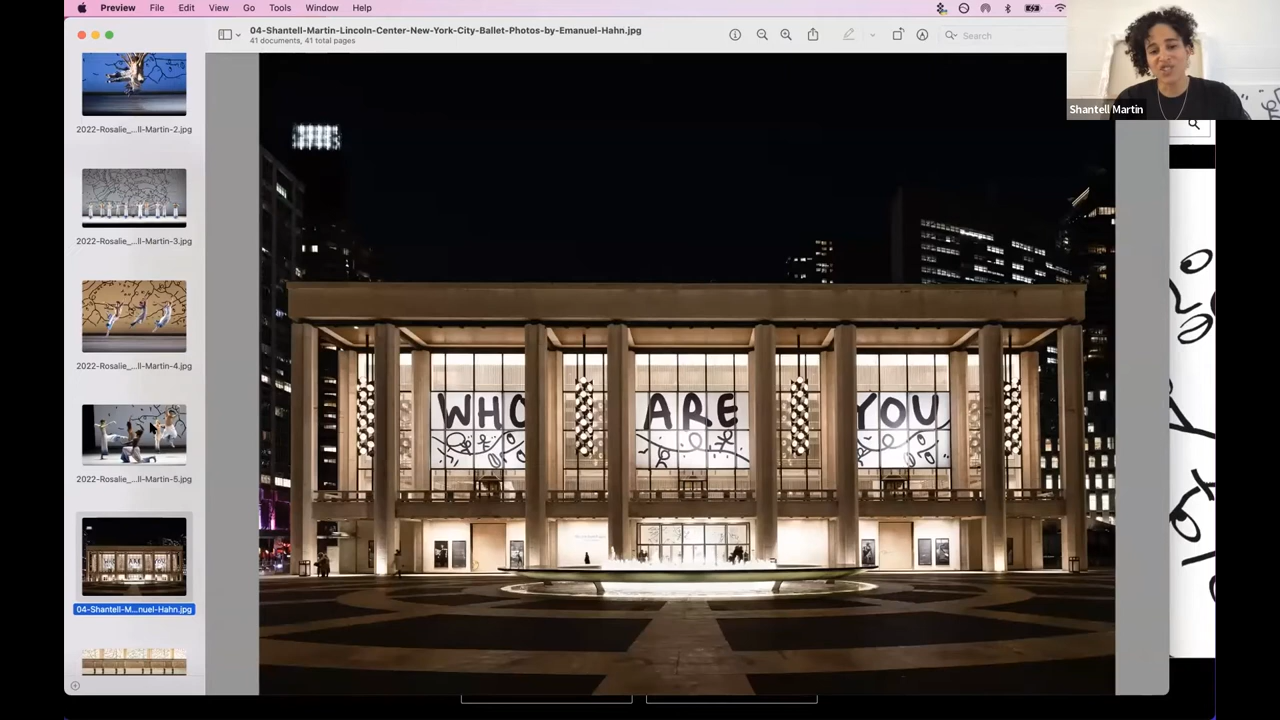 Preview File Edit View Go Tools Window Help
04-Shantell-Martin-Lincoln-Center-New-York-City-Ballet-Photos-by-Emanuel-Hahn.jpg
41 documents, 41 total pages
Search
Shantell Martin
2022-Rosalie_...ll-Martin-2.jpg
2022-Rosalie_...ll-Martin-3.jpg
2022-Rosalie_...ll-Martin-4.jpg
2022-Rosalie_...ll-Martin-5.jpg
04-Shantell-M...nuel-Hahn.jpg
WHO ARE YOU